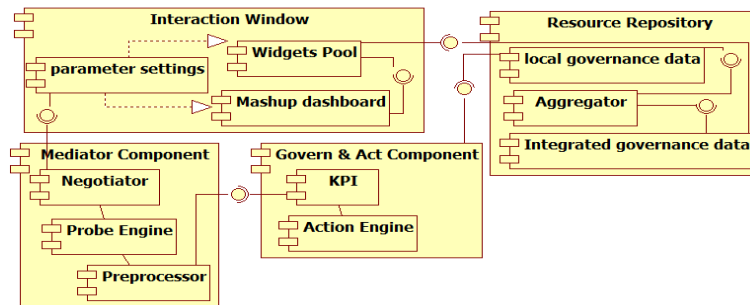 Interaction Window
Widgets Pool
parameter settings
Mashup dashboard
Resource Repository
local governance data
Aggregator
Integrated governance data
Mediator Component
Negotiator
Probe Engine
Preprocessor
Govern & Act Component
KPI
Action Engine